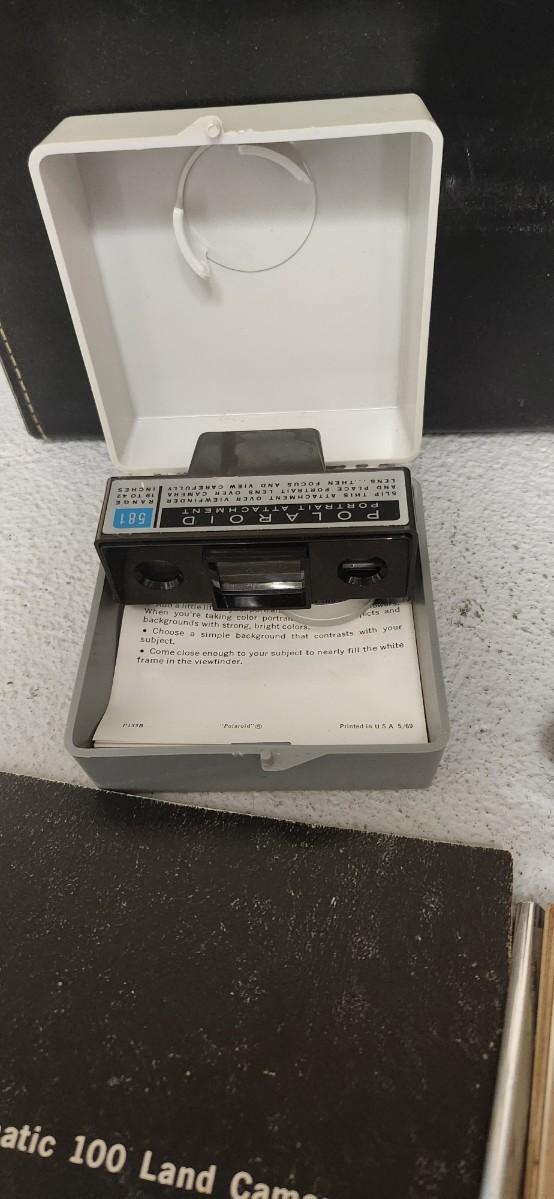 POLAROID
PORTRAIT ATTACHMENT
581
SLIP THIS ATTACHMENT OVER VIEWFINDER
AND PLACE PORTRAIT LENS OVER CAMERA
LENS...THEN FOCUS AND VIEW CAREFULLY
RANGE
19 TO 42
INCHES
a little
When you're taking color and
backgrounds with strong, bright colors.
• Choose a simple background that contrasts with your
subject.
• Come close enough to your subject to nearly fill the white
frame in the viewfinder.
P133B "Polaroid"® Printed in U S A 5/69
atic 100 Land Came